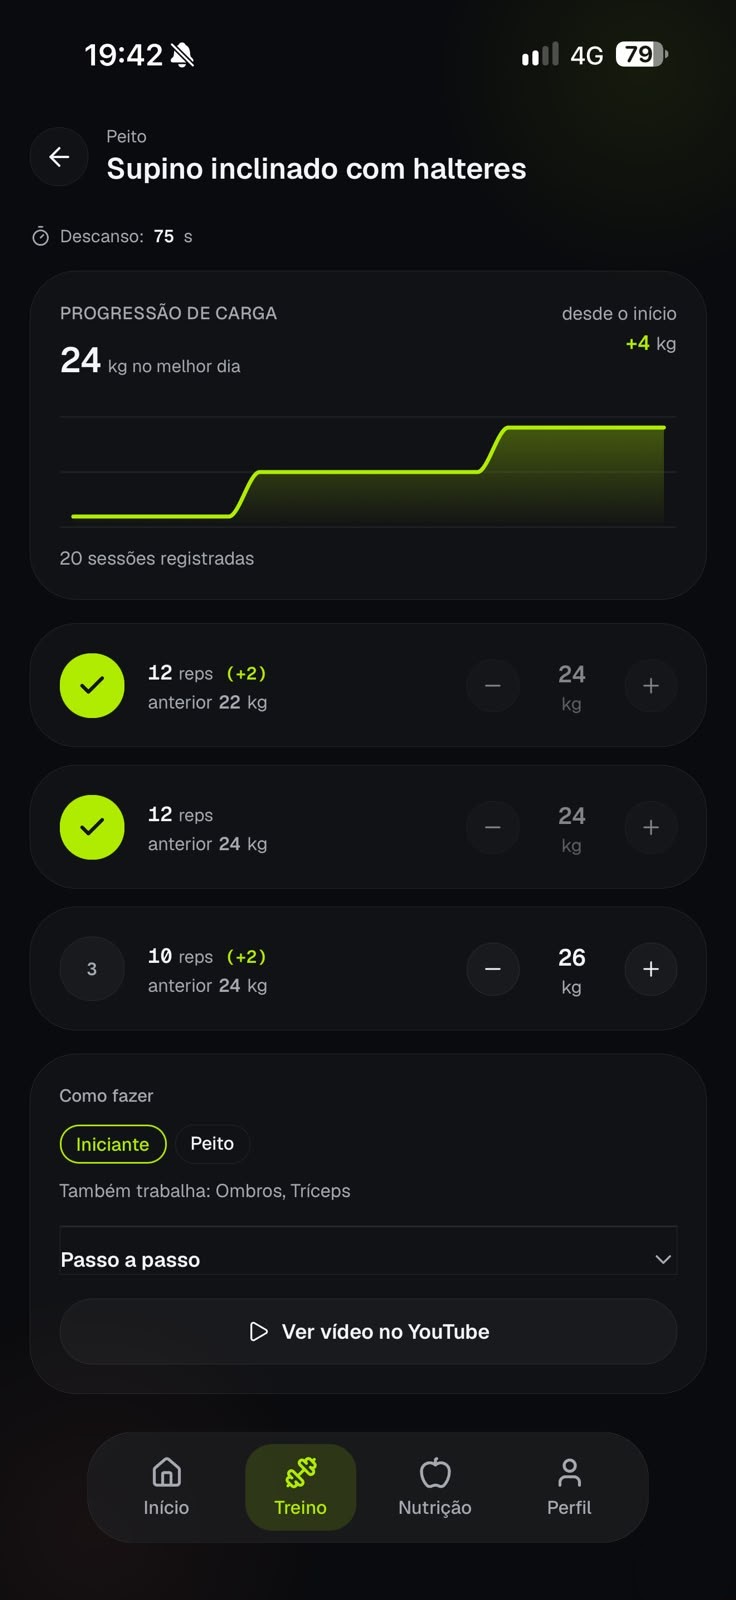 19:42
4G
79
Peito
Supino inclinado com halteres
Descanso: 75 s
PROGRESSÃO DE CARGA
desde o início
24 kg no melhor dia
+4 kg
20 sessões registradas
12 reps (+2)
anterior 22 kg
−
24
kg
+
12 reps
anterior 24 kg
−
24
kg
+
3
10 reps (+2)
anterior 24 kg
−
26
kg
+
Como fazer
Iniciante
Peito
Também trabalha: Ombros, Tríceps
Passo a passo
Ver vídeo no YouTube
Início
Treino
Nutrição
Perfil